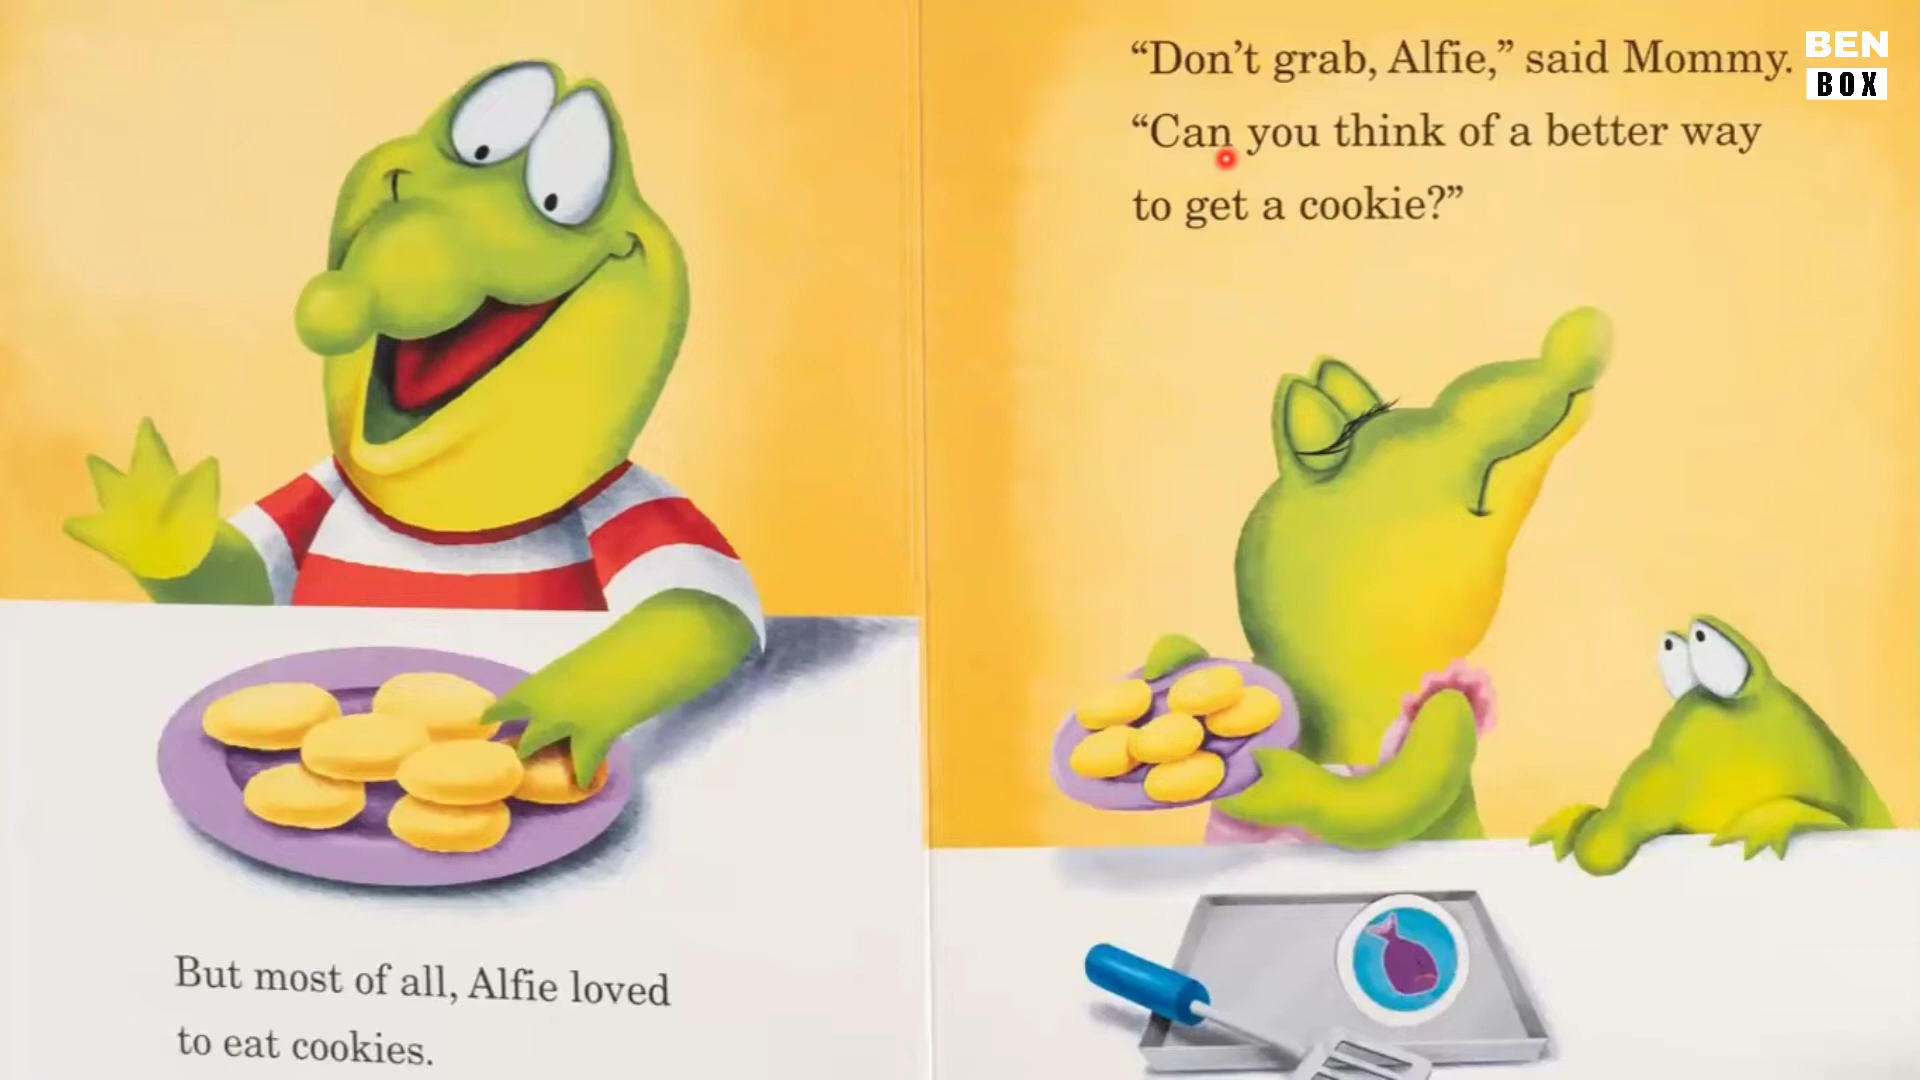 But most of all, Alfie loved
to eat cookies.
“Don’t grab, Alfie,” said Mommy.
“Can you think of a better way
to get a cookie?”
BEN
BOX